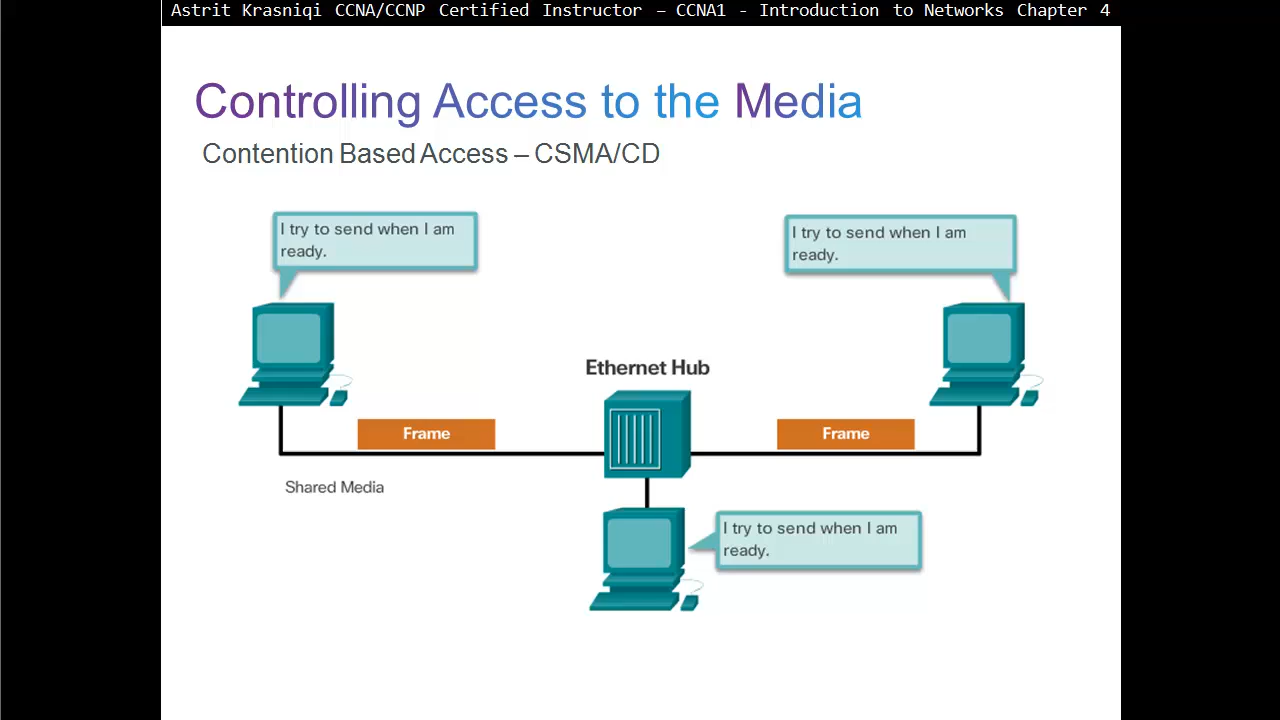 Astrit Krasniqi CCNA/CCNP Certified Instructor – CCNA1 - Introduction to Networks Chapter 4
Controlling Access to the Media
Contention Based Access – CSMA/CD
I try to send when I am
ready.
I try to send when I am
ready.
Ethernet Hub
Frame
Frame
Shared Media
I try to send when I am
ready.